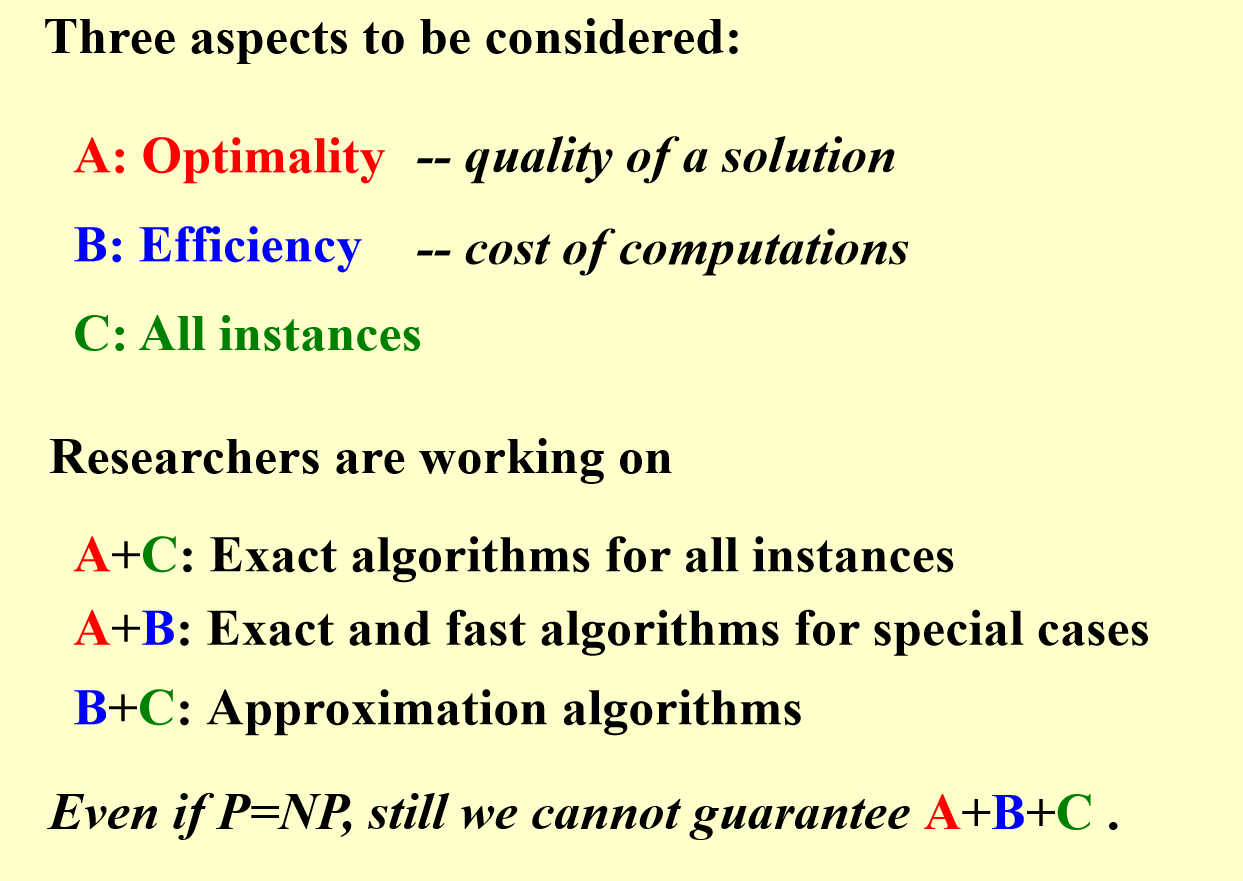 Three aspects to be considered:
A: Optimality -- quality of a solution
B: Efficiency -- cost of computations
C: All instances
Researchers are working on
A+C: Exact algorithms for all instances
A+B: Exact and fast algorithms for special cases
B+C: Approximation algorithms
Even if P=NP, still we cannot guarantee A+B+C .